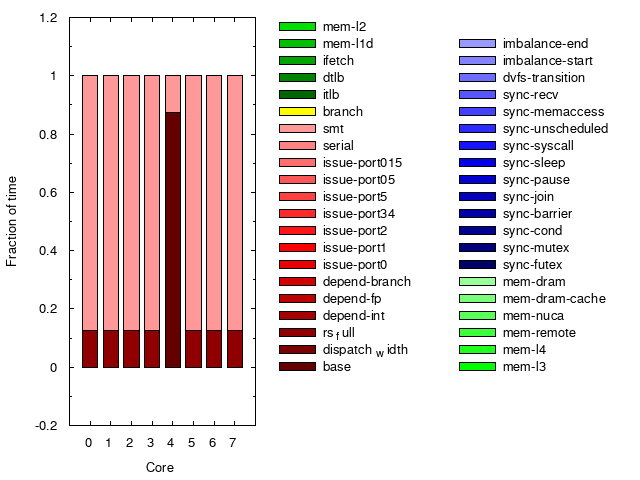 1.2
1
0.8
0.6
0.4
0.2
0
-0.2
Fraction of time
0 1 2 3 4 5 6 7
Core
mem-l2
mem-l1d
ifetch
dtlb
itlb
branch
smt
serial
issue-port015
issue-port05
issue-port5
issue-port34
issue-port2
issue-port1
issue-port0
depend-branch
depend-fp
depend-int
rsfull
dispatchwidth
base
imbalance-end
imbalance-start
dvfs-transition
sync-recv
sync-memaccess
sync-unscheduled
sync-syscall
sync-sleep
sync-pause
sync-join
sync-barrier
sync-cond
sync-mutex
sync-futex
mem-dram
mem-dram-cache
mem-nuca
mem-remote
mem-l4
mem-l3